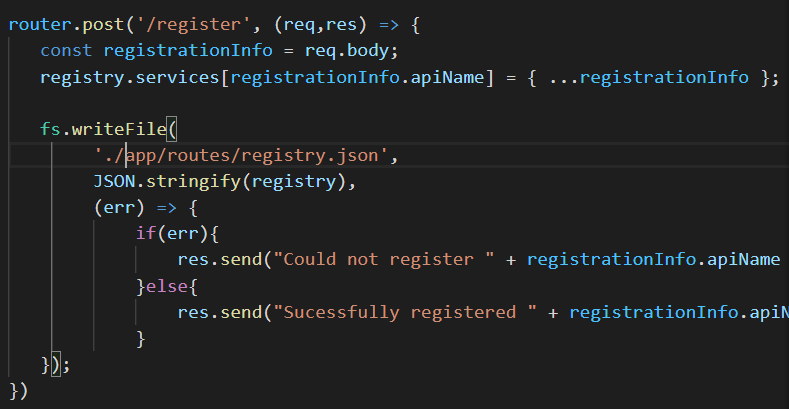 router.post('/register', (req,res) => {
const registrationInfo = req.body;
registry.services[registrationInfo.apiName] = { ...registrationInfo };
fs.writeFile(
'./app/routes/registry.json',
JSON.stringify(registry),
(err) => {
if(err){
res.send("Could not register " + registrationInfo.apiName
}else{
res.send("Sucessfully registered " + registrationInfo.apiN
}
});
})